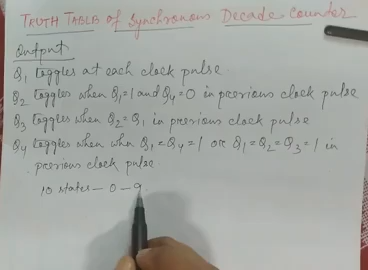 TRUTH TABLE of Synchronous Decade Counter
Output
Q1 toggles at each clock pulse.
Q2 toggles when Q1=1 and Q4=0 in previous clock pulse
Q3 toggles when Q2=Q1 in previous clock pulse
Q4 toggles when when Q1=Q4=1 or Q1=Q2=Q3=1 in
previous clock pulse.
10 states - 0 - 9